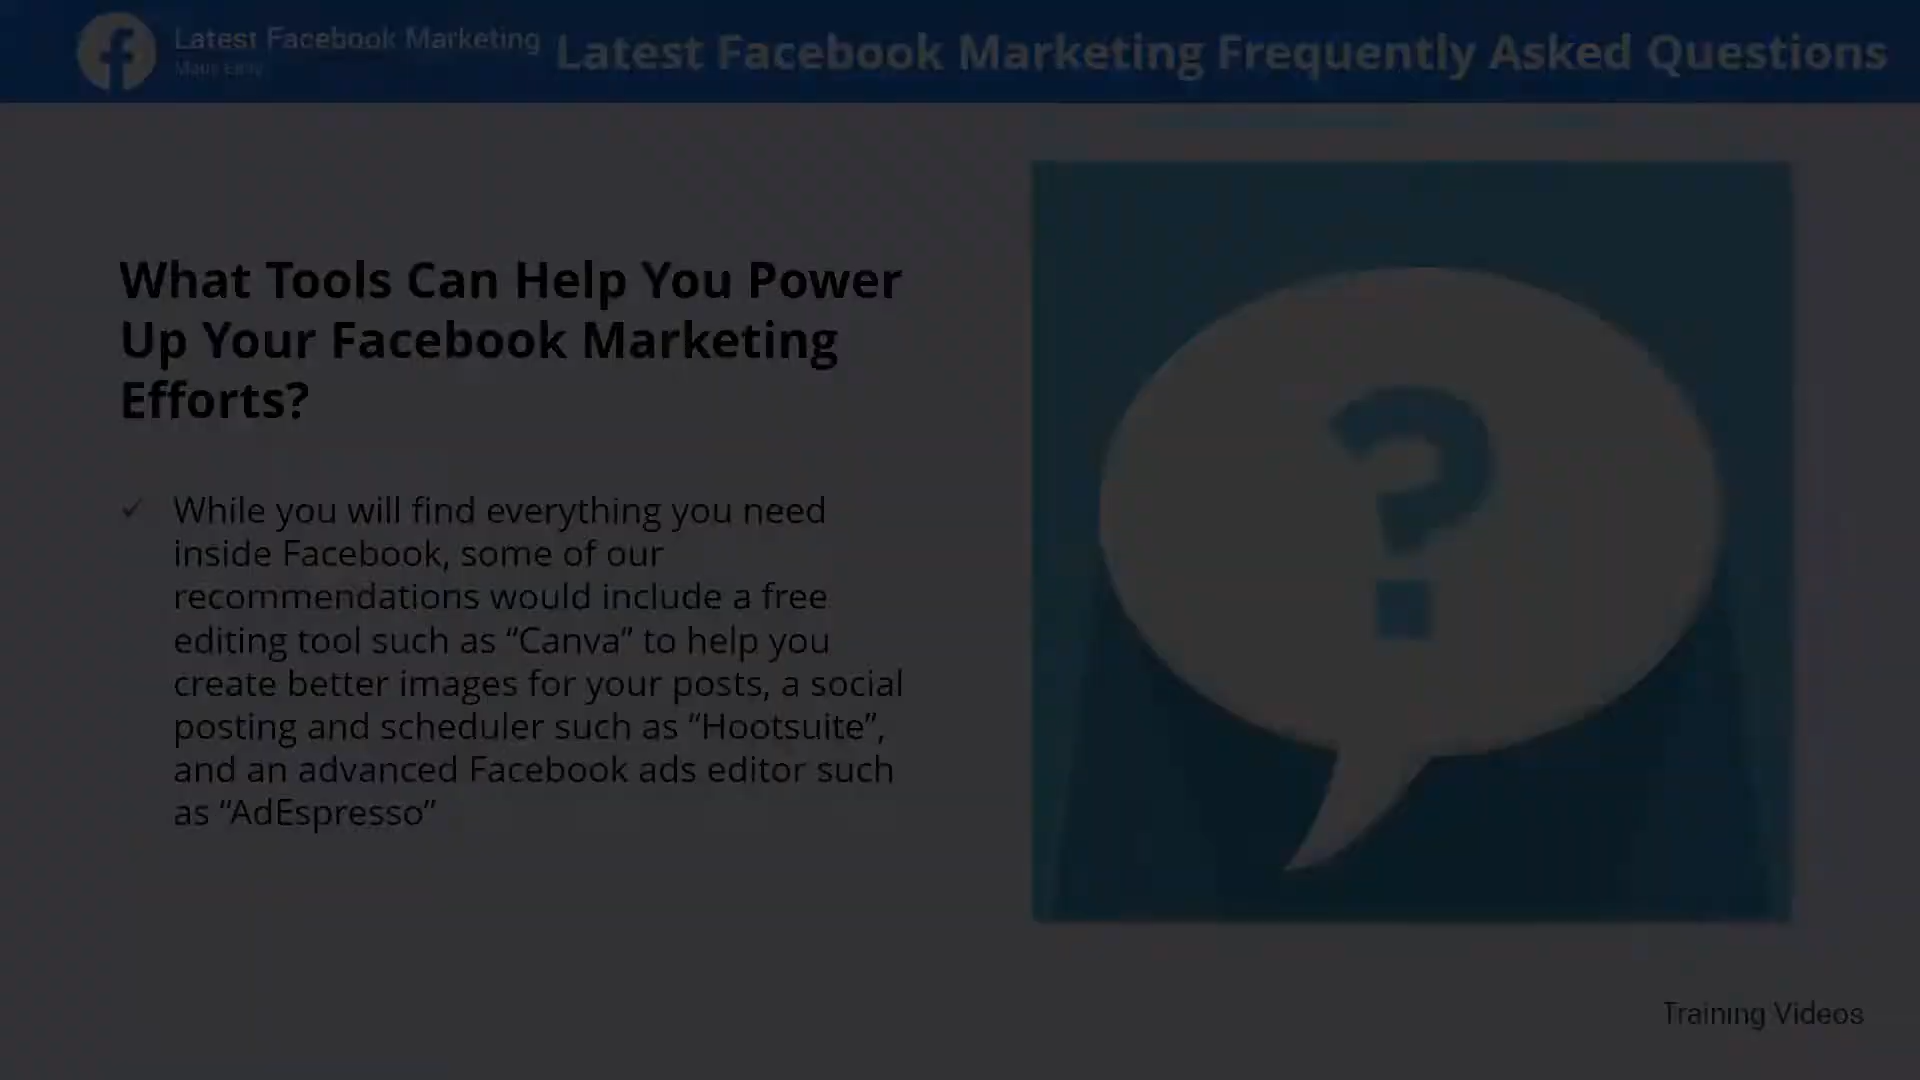 Latest Facebook Marketing
Made Easy
Latest Facebook Marketing Frequently Asked Questions
What Tools Can Help You Power
Up Your Facebook Marketing
Efforts?
✓ While you will find everything you need
inside Facebook, some of our
recommendations would include a free
editing tool such as “Canva” to help you
create better images for your posts, a social
posting and scheduler such as “Hootsuite”,
and an advanced Facebook ads editor such
as “AdEspresso”
?
Training Videos